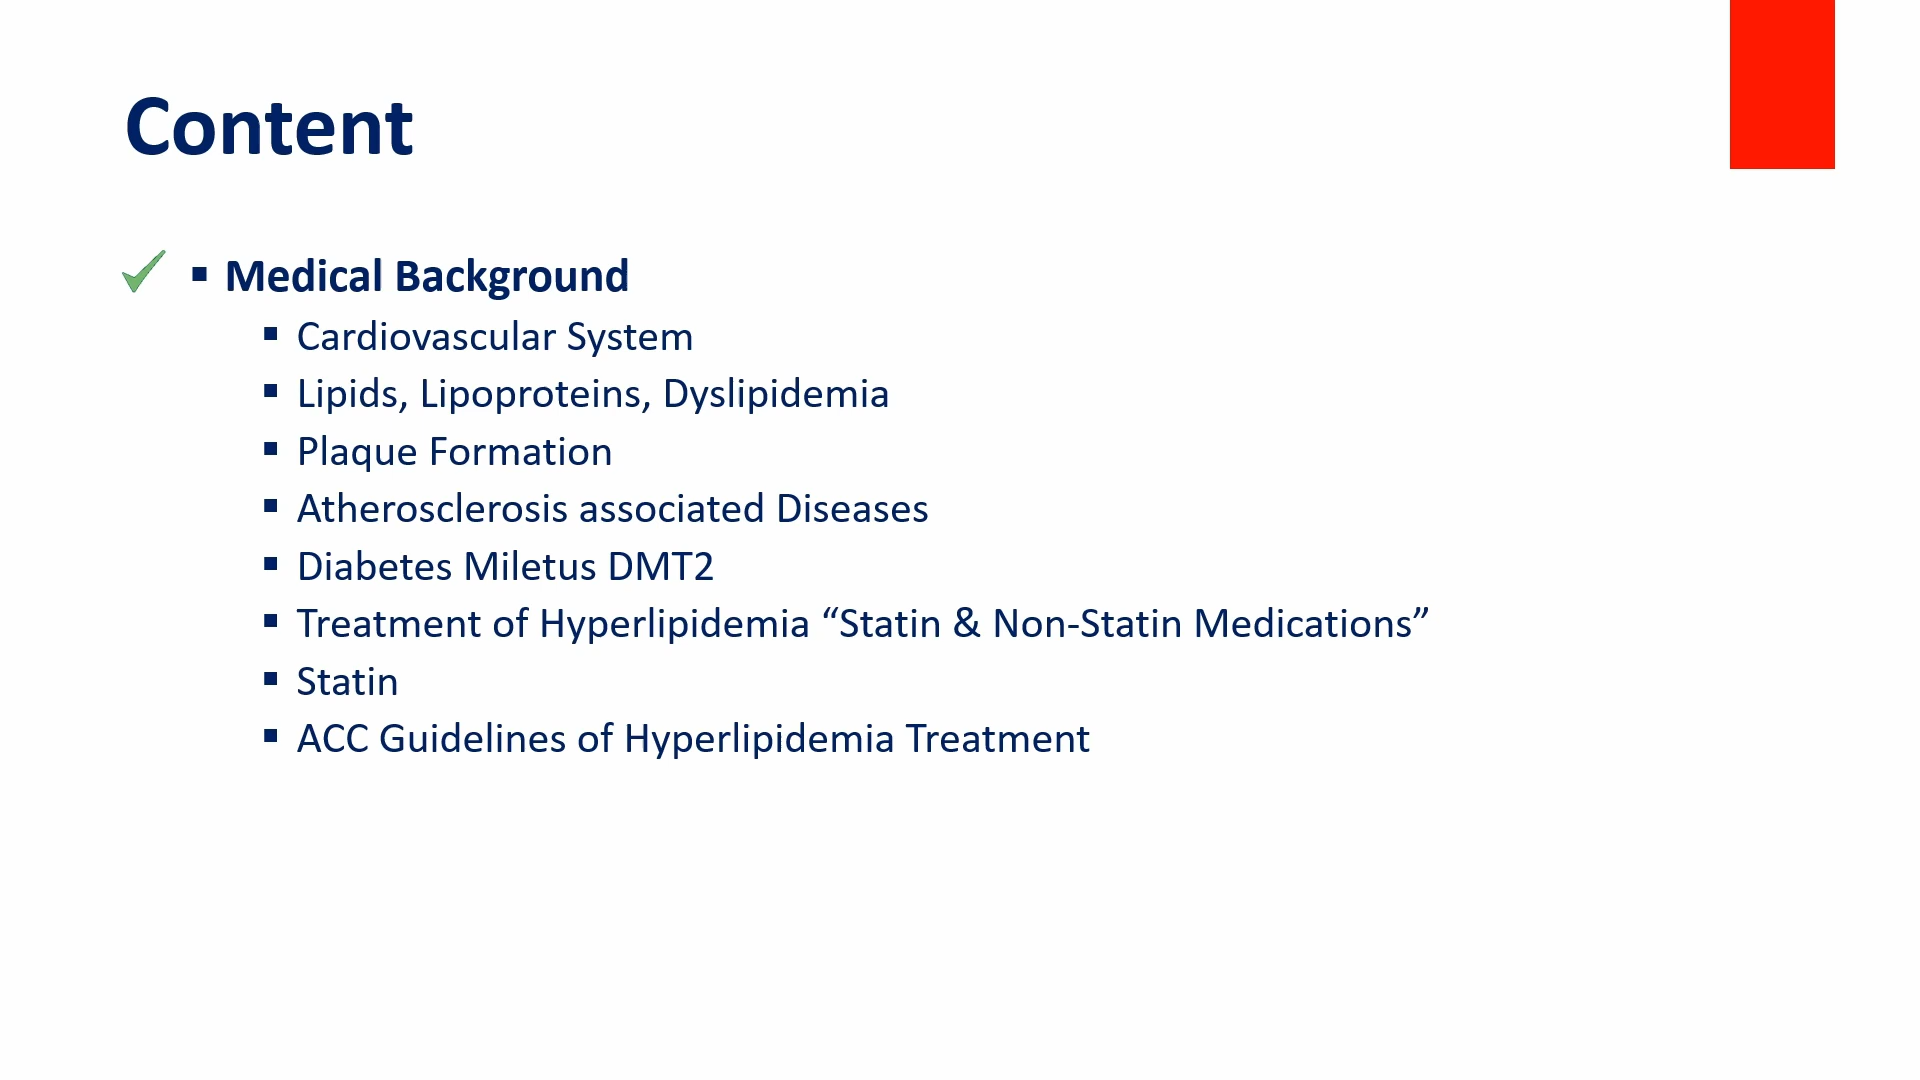 Content
Medical Background
Cardiovascular System
Lipids, Lipoproteins, Dyslipidemia
Plaque Formation
Atherosclerosis associated Diseases
Diabetes Miletus DMT2
Treatment of Hyperlipidemia “Statin & Non-Statin Medications”
Statin
ACC Guidelines of Hyperlipidemia Treatment